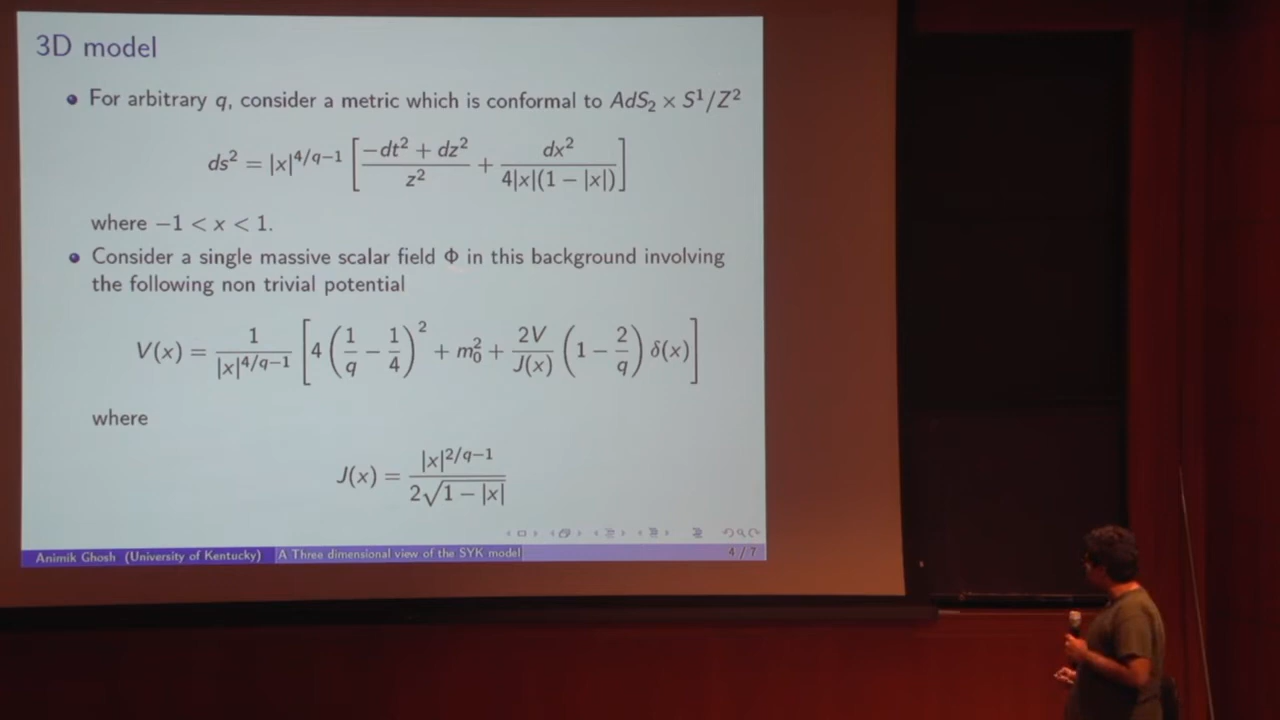 3D model
For arbitrary q, consider a metric which is conformal to AdS₂ × S¹/Z²
ds² = |x|^{4/q−1} [ (−dt² + dz²)/z² + dx²/(4|x|(1 − |x|)) ]
where −1 < x < 1.
Consider a single massive scalar field Φ in this background involving
the following non trivial potential
V(x) = 1/|x|^{4/q−1} [ 4 (1/q − 1/4)² + m₀² + 2V/J(x) (1 − 2/q) δ(x) ]
where
J(x) = |x|^{2/q−1} / (2√(1 − |x|))
Animik Ghosh (University of Kentucky) A Three dimensional view of the SYK model 4 / 7